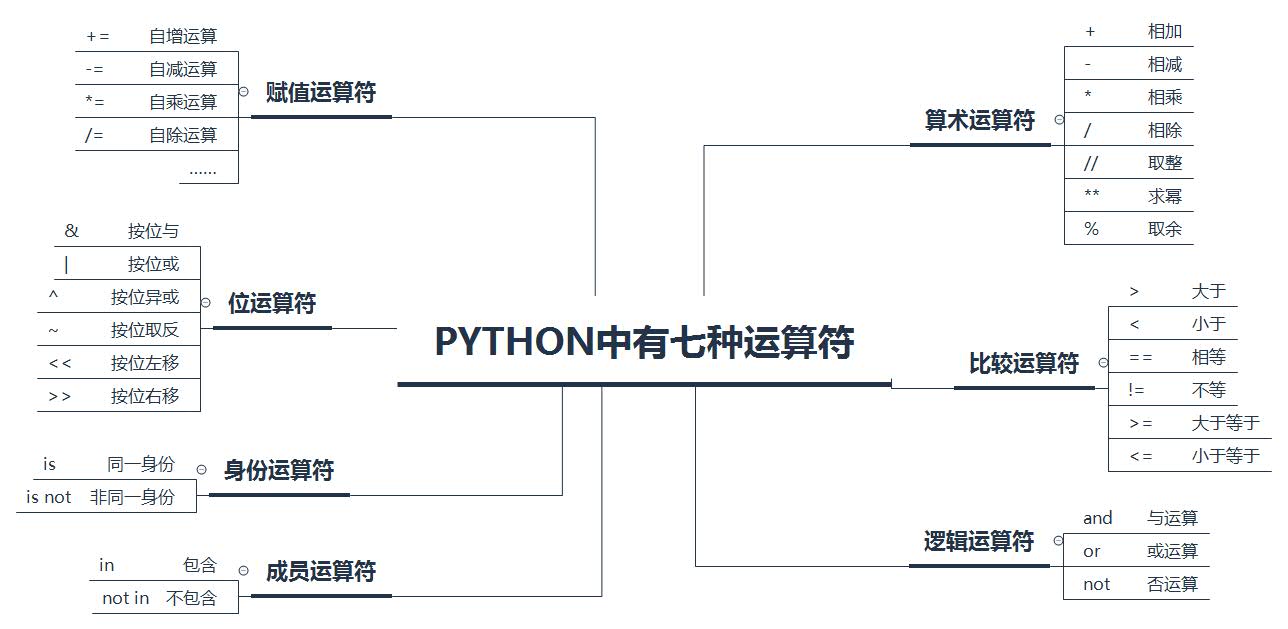 PYTHON中有七种运算符
赋值运算符
+= 自增运算
-= 自减运算
*= 自乘运算
/= 自除运算
......
位运算符
& 按位与
| 按位或
^ 按位异或
~ 按位取反
<< 按位左移
>> 按位右移
身份运算符
is 同一身份
is not 非同一身份
成员运算符
in 包含
not in 不包含
算术运算符
+ 相加
- 相减
* 相乘
/ 相除
// 取整
** 求幂
% 取余
比较运算符
> 大于
< 小于
== 相等
!= 不等
>= 大于等于
<= 小于等于
逻辑运算符
and 与运算
or 或运算
not 否运算